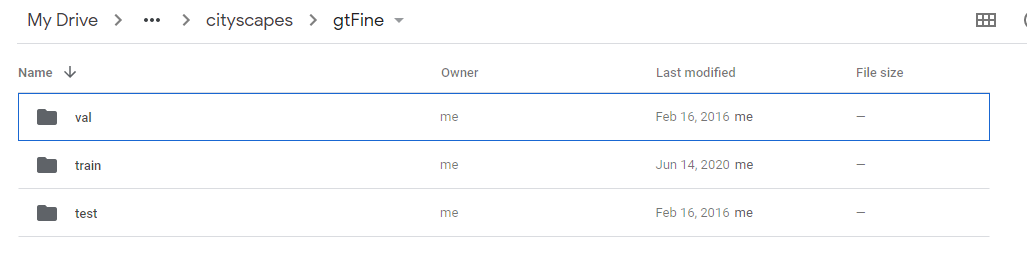 My Drive > ... > cityscapes > gtFine
Name Owner Last modified File size
val me Feb 16, 2016 me —
train me Jun 14, 2020 me —
test me Feb 16, 2016 me —